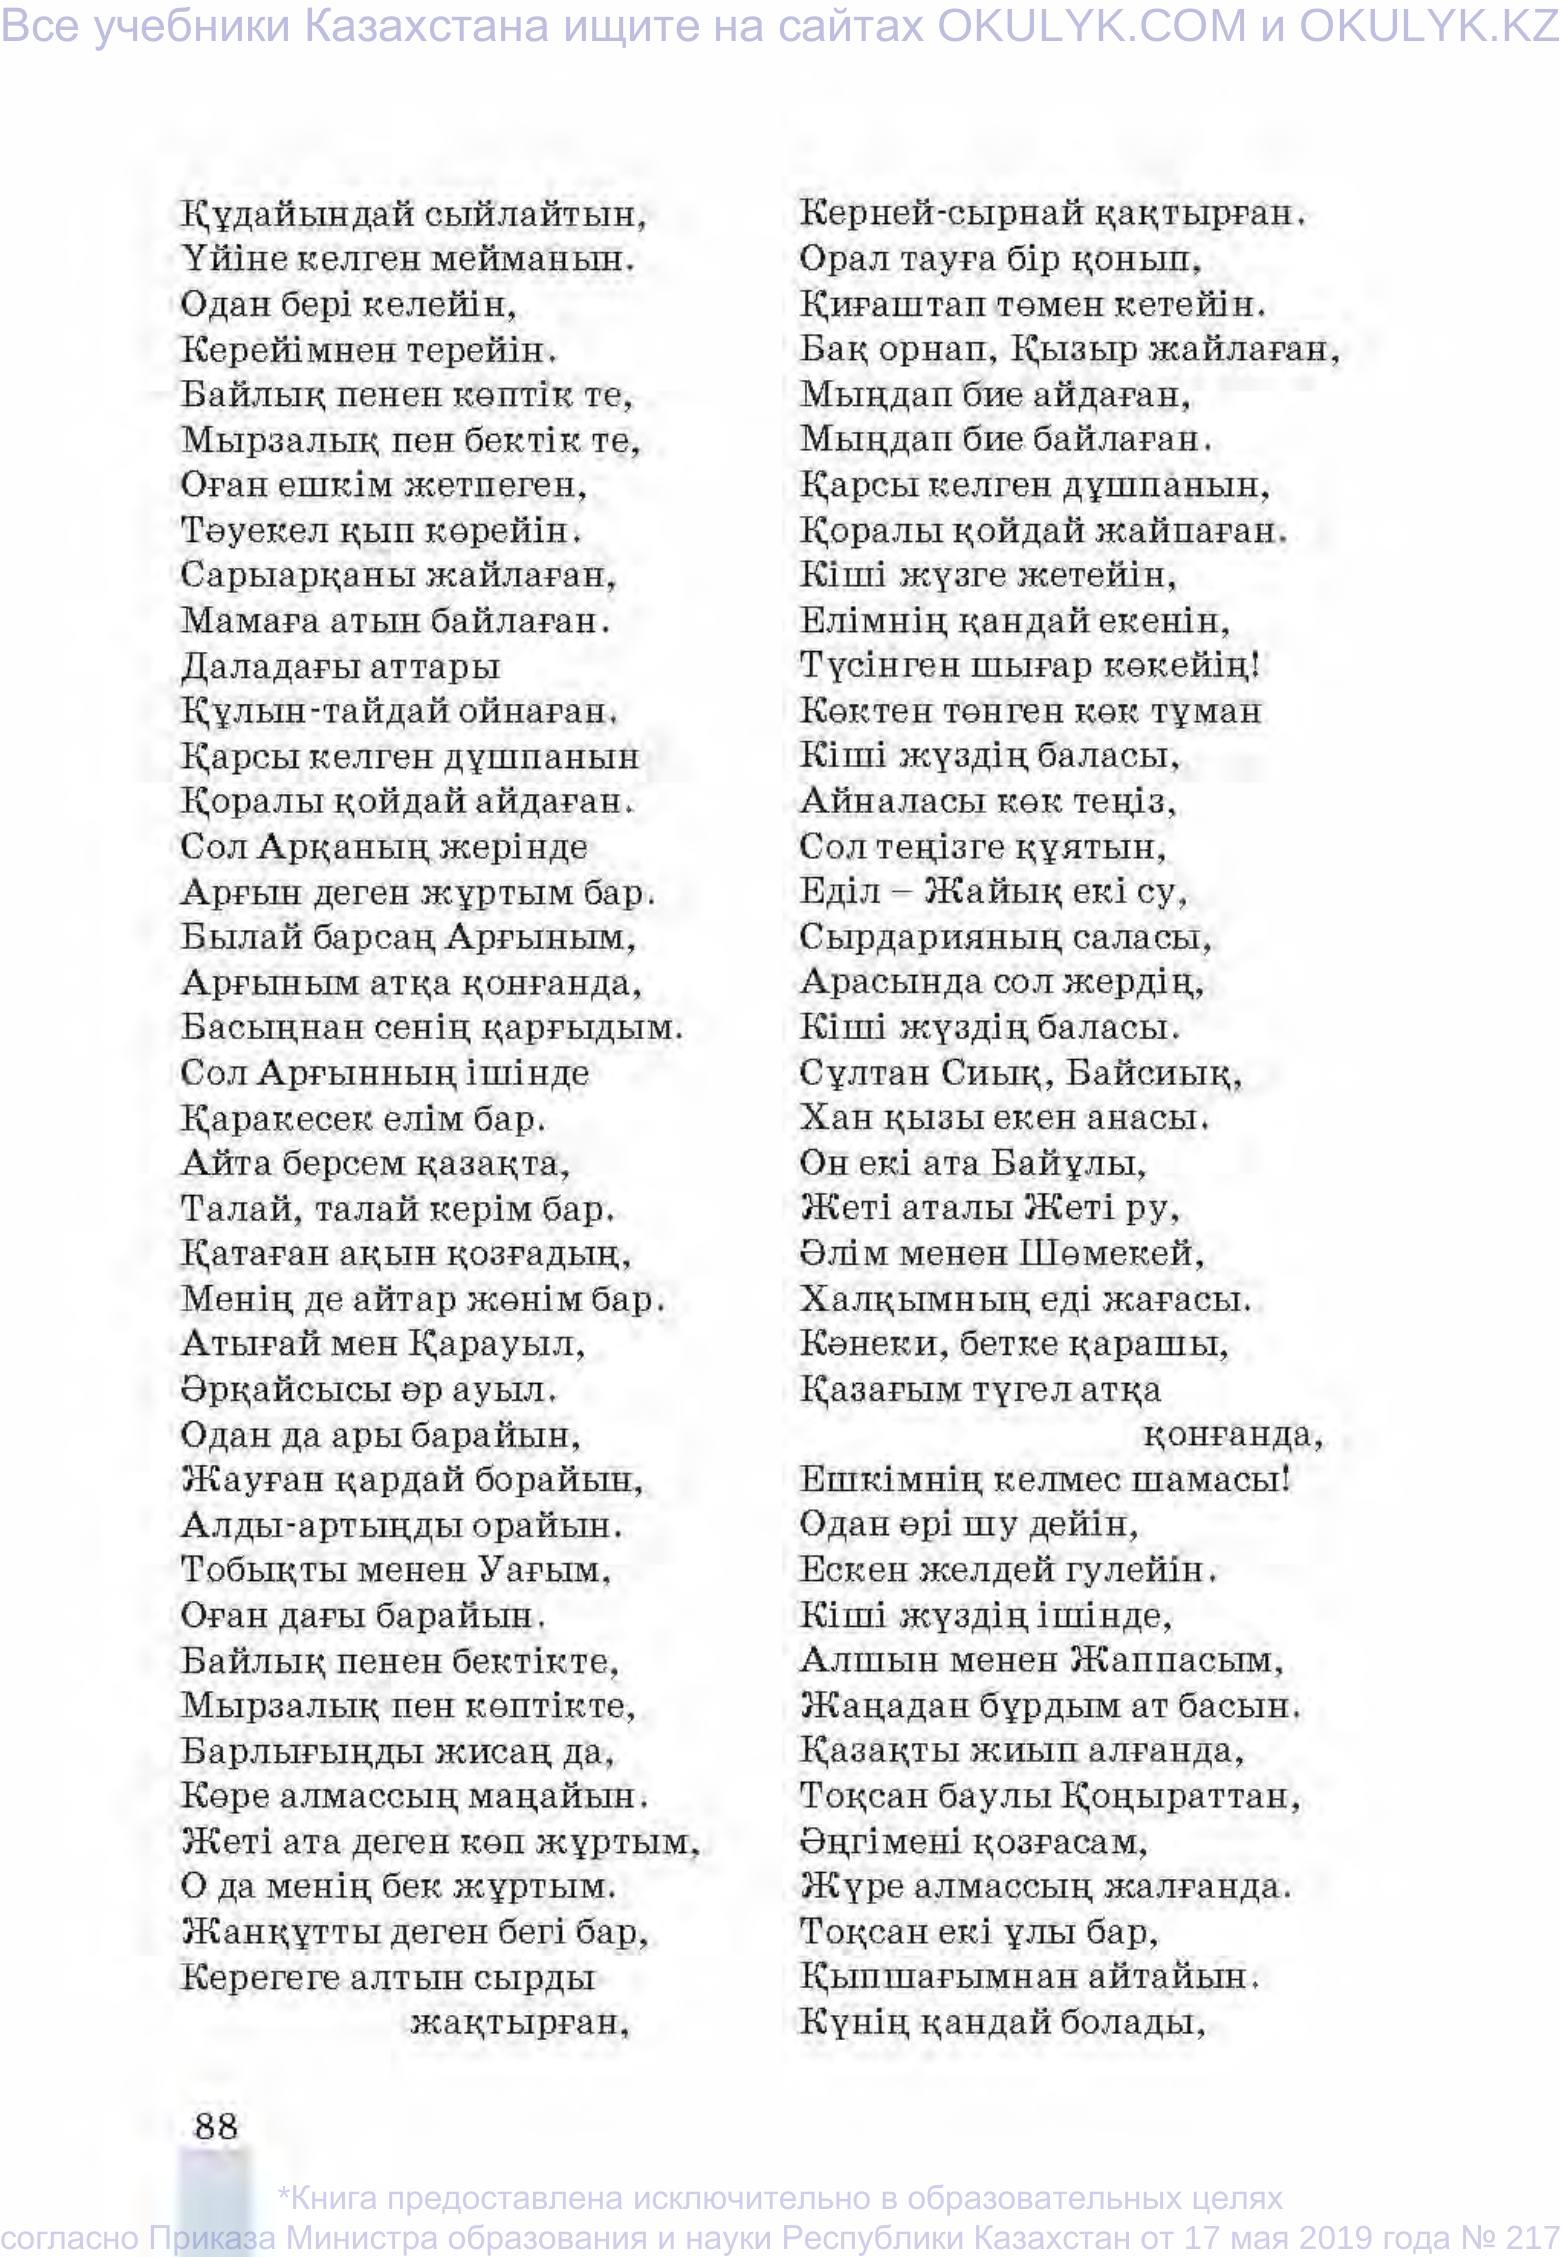 Все учебники Казахстана ищите на сайтах OKULYK.COM и OKULYK.KZ
Құдайындай сыйлайтын,
Үйіне келген мейманын.
Одан бері келейін,
Керейімнен терейін.
Байлық пенен көптік те,
Мырзалық пен бектік те,
Оған ешкім жетпеген,
Тәуекел қып көрейін.
Сарыарқаны жайлаған,
Мамаға атын байлаған.
Даладағы аттары
Құлын-тайдай ойнаған.
Қарсы келген дұшпанын
Қоралы қойдай айдаған.
Сол Арқаның жерінде
Арғын деген жұртым бар.
Былай барсаң Арғыным,
Арғыным атқа қонғанда,
Басыңнан сенің қарғыдым.
Сол Арғынның ішінде
Қаракесек елім бар.
Айта берсем қазақта,
Талай, талай керім бар.
Қатаған ақын қозғадың,
Менің де айтар жөнім бар.
Атығай мен Қарауыл,
Әрқайсысы әр ауыл.
Одан да ары барайын,
Жауған қардай борайын,
Алды-артыңды орайын.
Тобықты менен Уағым,
Оған дағы барайын.
Байлық пенен бектікте,
Мырзалық пен көптікте,
Барлығыңды жисаң да,
Көре алмассың маңайын.
Жеті ата деген көп жұртым,
О да менің бек жұртым.
Жанқұтты деген бегі бар,
Керегеге алтын сырды
жақтырған,
Керней-сырнай қақтырған.
Орал тауға бір қонып,
Қиғаштап төмен кетейін.
Бақ орнап, Қызыр жайлаған,
Мыңдап бие айдаған,
Мыңдап бие байлаған.
Қарсы келген дұшпанын,
Қоралы қойдай жайпаған.
Кіші жүзге жетейін,
Елімнің қандай екенін,
Түсінген шығар көкейің!
Көктен төнген көк тұман
Кіші жүздің баласы,
Айналасы көк теңіз,
Сол теңізге құятын,
Еділ – Жайық екі су,
Сырдарияның саласы,
Арасында сол жердің,
Кіші жүздің баласы.
Сұлтан Сиық, Байсиық,
Хан қызы екен анасы.
Он екі ата Байұлы,
Жеті аталы Жеті ру,
Әлім менен Шөмекей,
Халқымның еді жағасы.
Кәнеки, бетке қарашы,
Қазағым түгел атқа
қонғанда,
Ешкімнің келмес шамасы!
Одан әрі шу дейін,
Ескен желдей гулейін.
Кіші жүздің ішінде,
Алшын менен Жаппасым,
Жаңадан бұрдым ат басын.
Қазақты жиып алғанда,
Тоқсан баулы Қоңыраттан,
Әңгімені қозғасам,
Жүре алмассың жалғанда.
Тоқсан екі ұлы бар,
Қыпшағымнан айтайын.
Күнің қандай болады,
88
*Книга предоставлена исключительно в образовательных целях
согласно Приказа Министра образования и науки Республики Казахстан от 17 мая 2019 года № 217